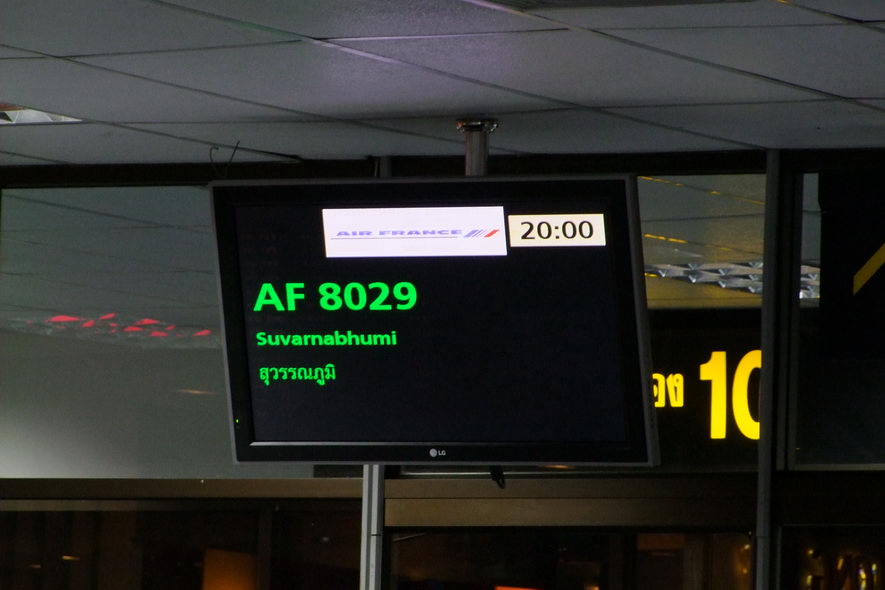 AIR FRANCE
20:00
AF 8029
Suvarnabhumi
สุวรรณภูมิ
LG
10